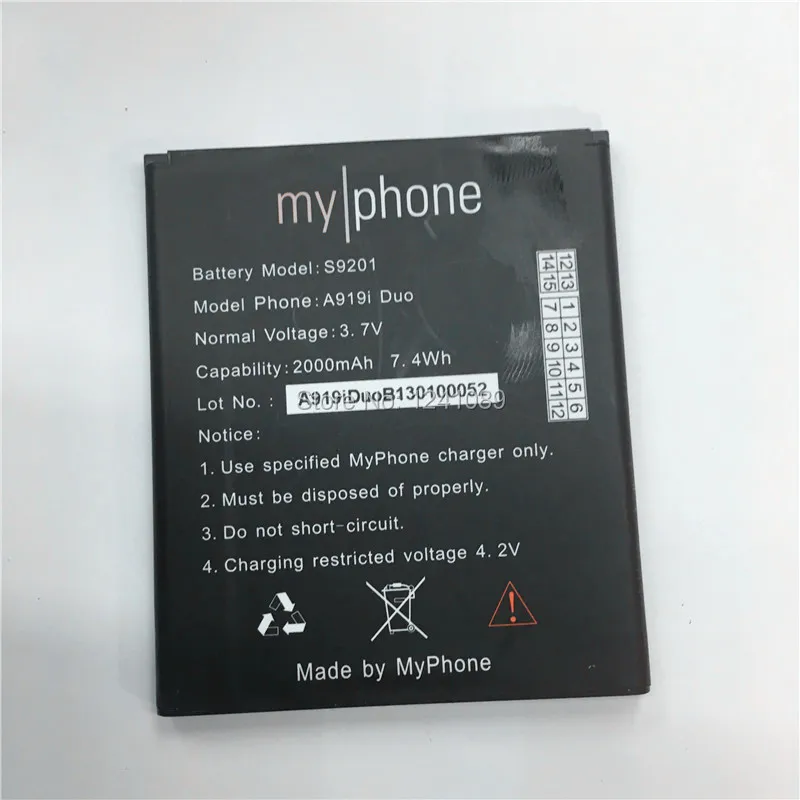 my|phone
Battery Model: S9201
Model Phone: A919i Duo
Normal Voltage: 3.7V
Capability: 2000mAh 7.4Wh
Lot No. : A919iDuoB130100052
Store No: 1241089
Notice:
1. Use specified MyPhone charger only.
2. Must be disposed of properly.
3. Do not short-circuit.
4. Charging restricted voltage 4.2V
Made by MyPhone
12 13 1 2 3 4 5 6
14 15 7 8 9 10 11 12